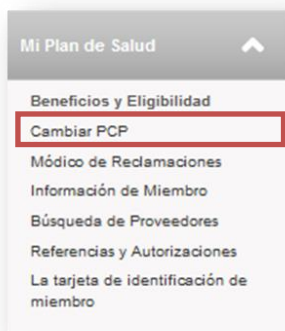 Mi Plan de Salud
Beneficios y Eligibilidad
Cambiar PCP
Módico de Reclamaciones
Información de Miembro
Búsqueda de Proveedores
Referencias y Autorizaciones
La tarjeta de identificación de
miembro